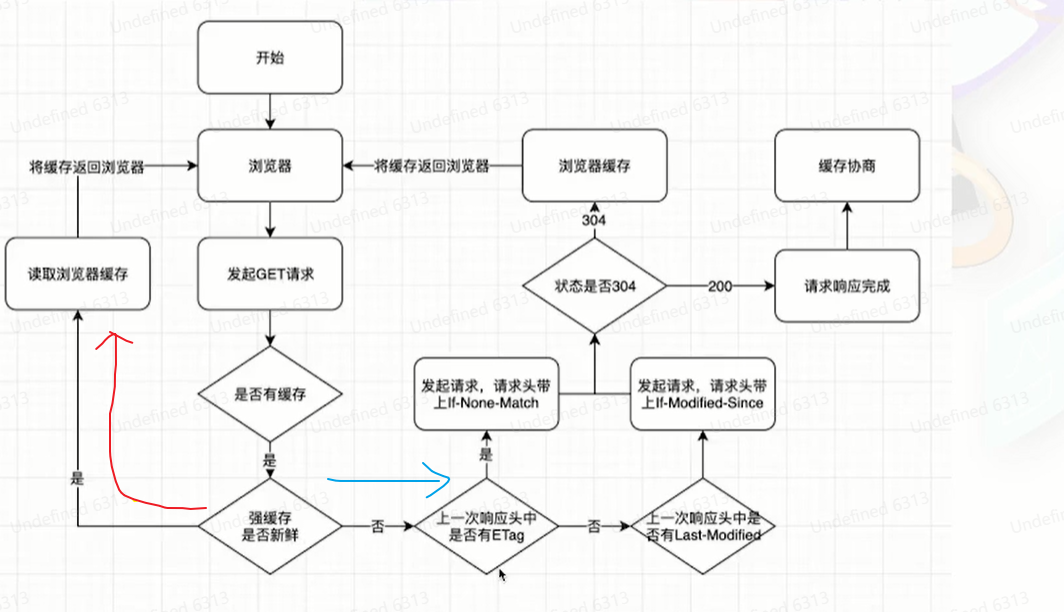 开始
将缓存返回浏览器
浏览器
将缓存返回浏览器
浏览器缓存
缓存协商
304
读取浏览器缓存
发起GET请求
状态是否304
200
请求响应完成
是否有缓存
发起请求，请求头带
上If-None-Match
发起请求，请求头带
上If-Modified-Since
是
是
是
强缓存
是否新鲜
否
上一次响应头中
是否有ETag
否
上一次响应头中是
否有Last-Modified
Undefined 6313